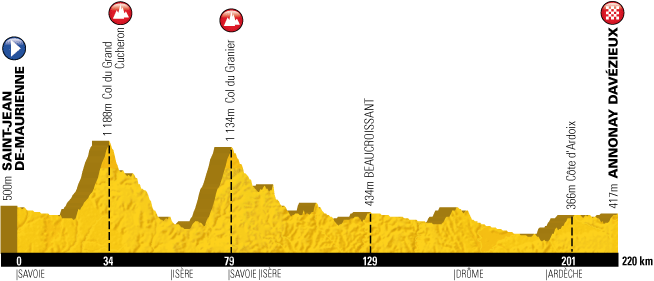 SAINT-JEAN
DE-MAURIENNE
500m
1 188m Col du Grand
Cucheron
1 134m Col du Granier
434m BEAUCROISSANT
366m Côte d'Ardoix
ANNONAY DAVÉZIEUX
417m
0 34 79 129 201 220 km
|SAVOIE |ISÈRE |SAVOIE |ISÈRE |DRÔME |ARDÈCHE